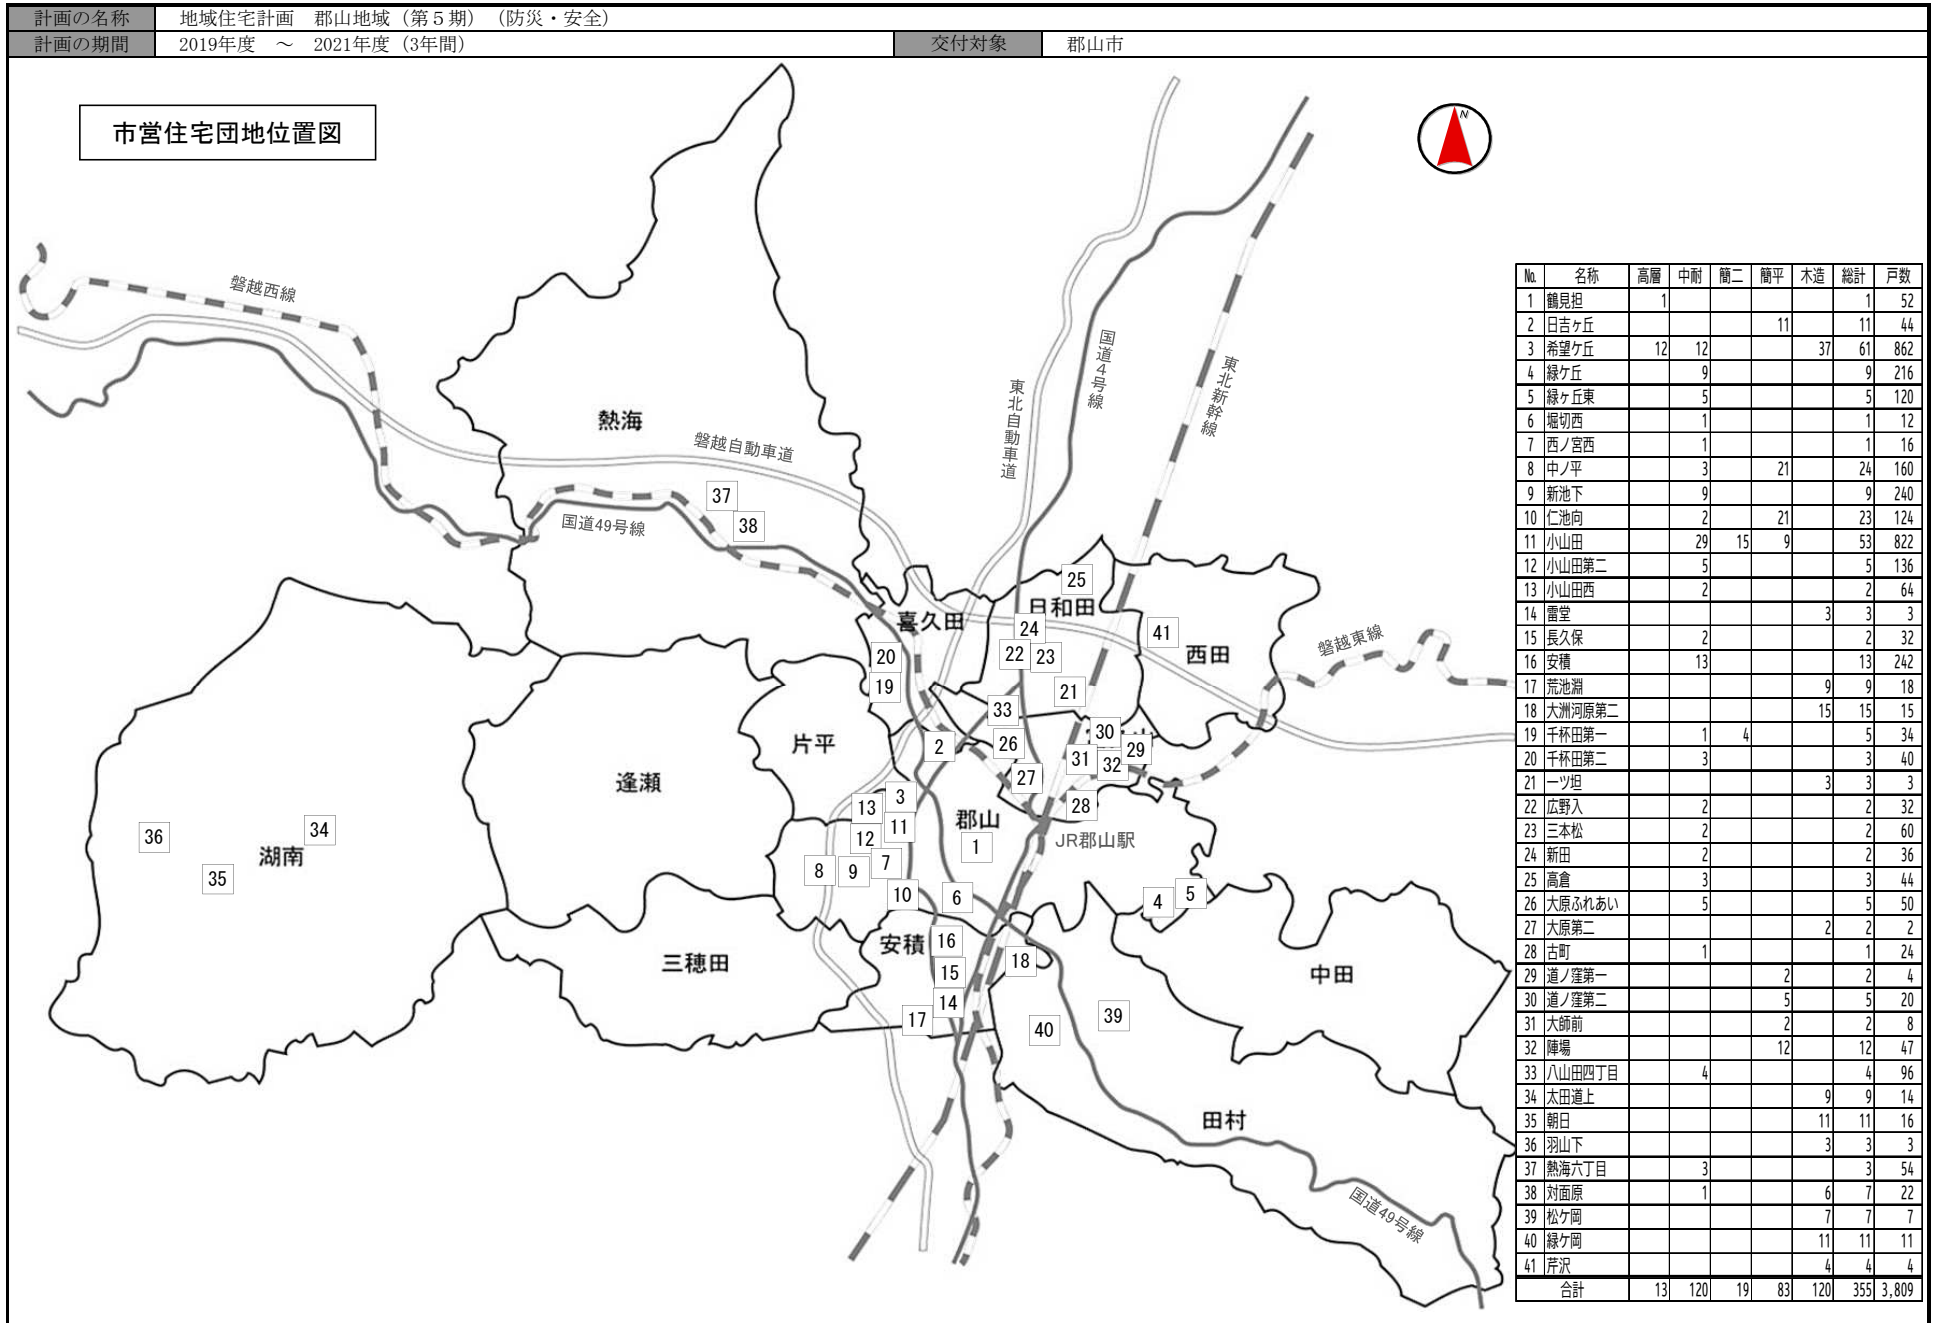 計画の名称 地域住宅計画 郡山地域（第５期）（防災・安全）
計画の期間 2019年度 ～ 2021年度（3年間） 交付対象 郡山市
市営住宅団地位置図
N
磐越西線
国道４号線
東北新幹線
東北自動車道
熱海
磐越自動車道
37
国道49号線
38
25
日和田
喜久田
24
41
磐越東線
20
22
23
西田
19
21
33
片平
2
26
30
29
31
32
逢瀬
27
3
13
28
36
34
11
郡山
12
1
JR郡山駅
湖南
35
8
9
7
10
6
4
5
安積
16
三穂田
15
18
中田
14
17
40
39
田村
国道49号線
№ 名称 高層 中耐 簡二 簡平 木造 総計 戸数
1 鶴見担 1 1 52
2 日吉ヶ丘 11 11 44
3 希望ケ丘 12 12 37 61 862
4 緑ケ丘 9 9 216
5 緑ヶ丘東 5 5 120
6 堀切西 1 1 12
7 西ノ宮西 1 1 16
8 中ノ平 3 21 24 160
9 新池下 9 9 240
10 仁池向 2 21 23 124
11 小山田 29 15 9 53 822
12 小山田第二 5 5 136
13 小山田西 2 2 64
14 雷堂 3 3 3
15 長久保 2 2 32
16 安積 13 13 242
17 荒池淵 9 9 18
18 大洲河原第二 15 15 15
19 千杯田第一 1 4 5 34
20 千杯田第二 3 3 40
21 一ツ坦 3 3 3
22 広野入 2 2 32
23 三本松 2 2 60
24 新田 2 2 36
25 高倉 3 3 44
26 大原ふれあい 5 5 50
27 大原第二 2 2 2
28 古町 1 1 24
29 道ノ窪第一 2 2 4
30 道ノ窪第二 5 5 20
31 大師前 2 2 8
32 陣場 12 12 47
33 八山田四丁目 4 4 96
34 太田道上 9 9 14
35 朝日 11 11 16
36 羽山下 3 3 3
37 熱海六丁目 3 3 54
38 対面原 1 6 7 22
39 松ケ岡 7 7 7
40 緑ケ岡 11 11 11
41 芹沢 4 4 4
合計 13 120 19 83 120 355 3,809